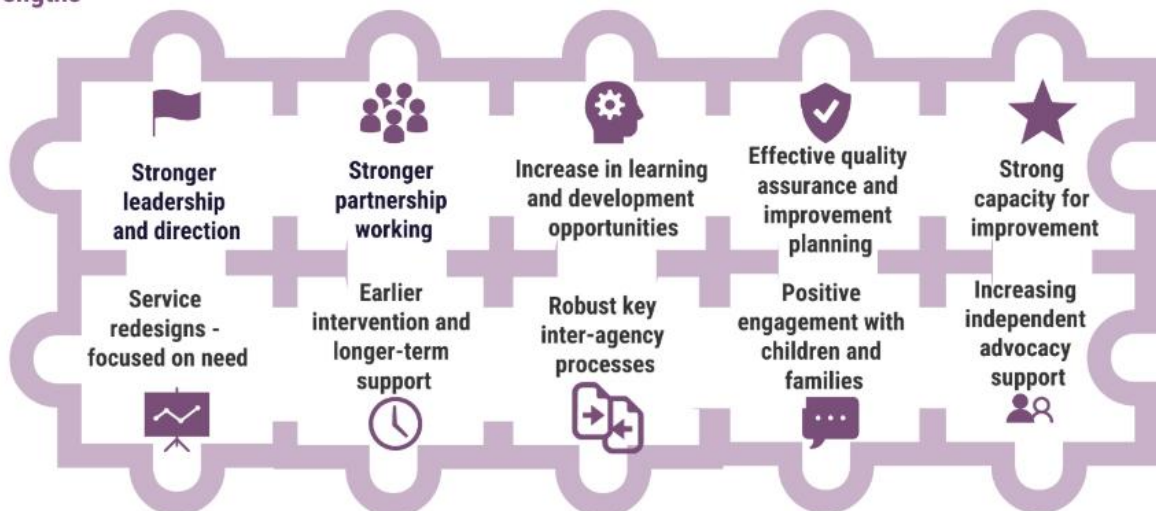 Stronger
leadership
and direction
Stronger
partnership
working
Increase in learning
and development
opportunities
Effective quality
assurance and
improvement
planning
Strong
capacity for
improvement
Service
redesigns -
focused on need
Earlier
intervention and
longer-term
support
Robust key
inter-agency
processes
Positive
engagement with
children and
families
Increasing
independent
advocacy
support